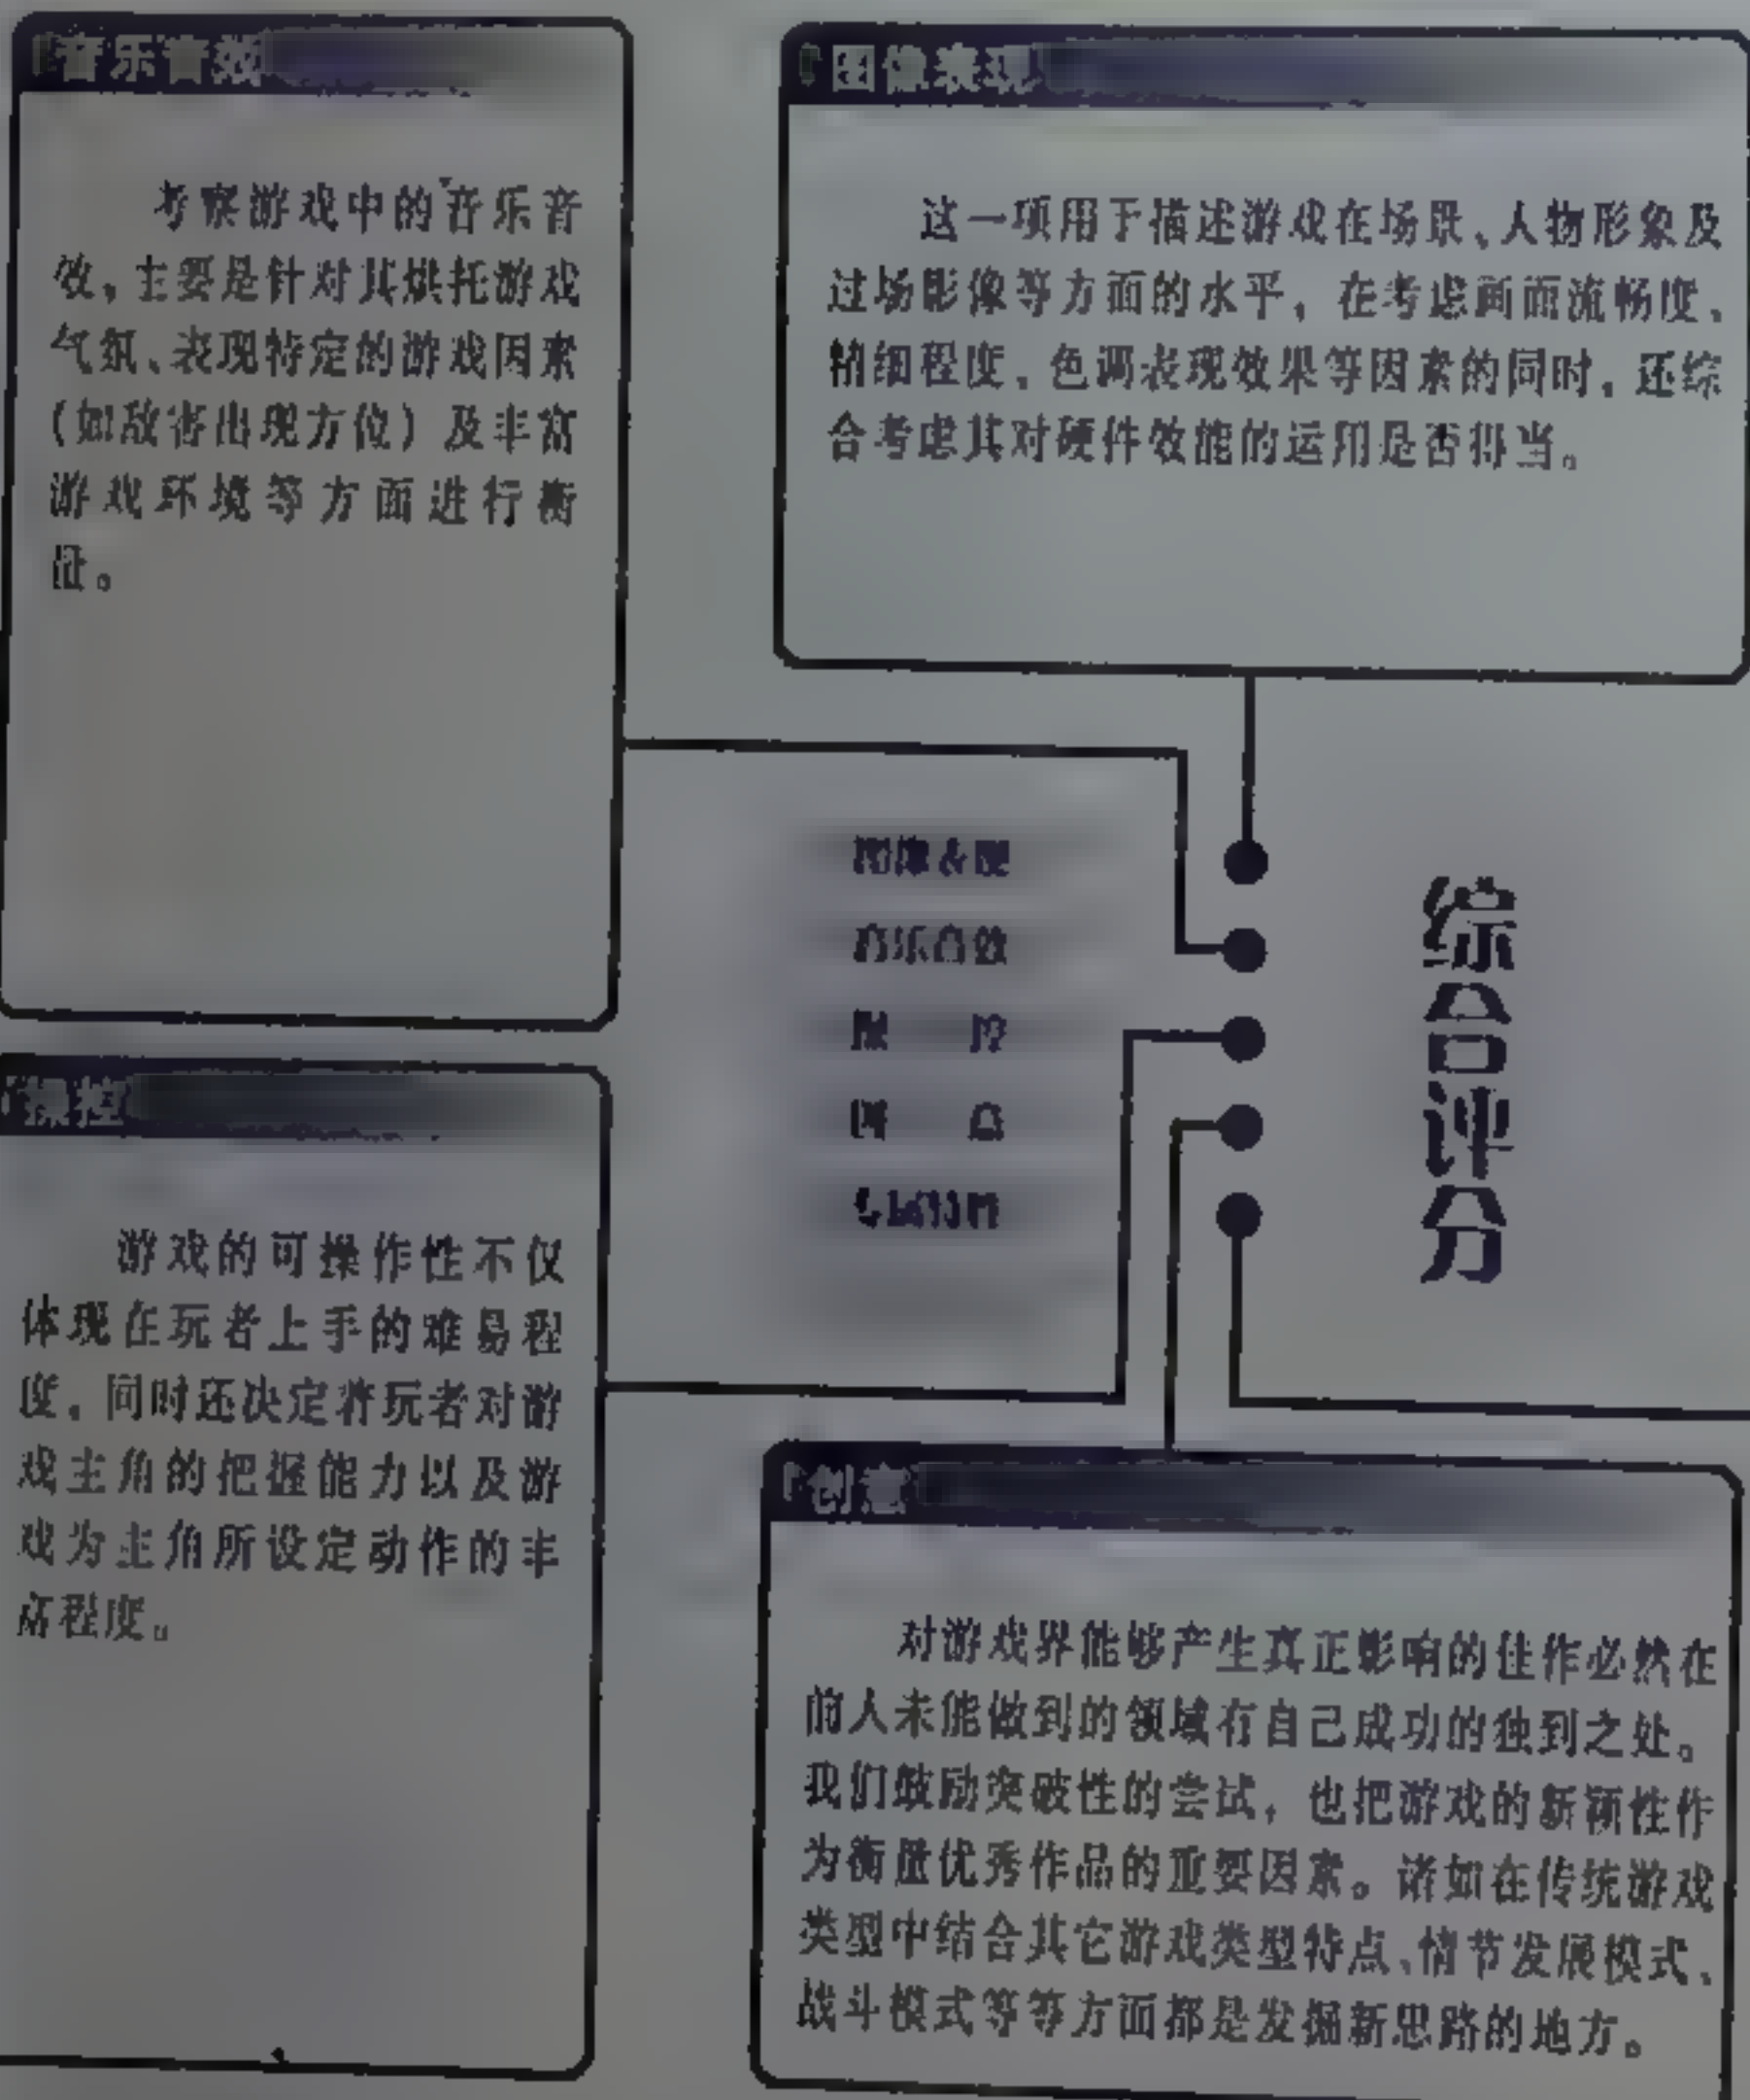 音乐音效
考察游戏中的音乐音
效，主要是针对其烘托游戏
气氛、表现特定的游戏因素
(如敌害出现方位) 及丰富
游戏环境等方面进行衡
量。
图像表现
这一项用于描述游戏在场景、人物形象及
过场影像等方面的水平，在考虑画面流畅度、
精细程度，色调表现效果等因素的同时，还综
合考虑其对硬件效能的运用是否得当。
图像表现
音乐音效
操 控
创 意
综合评分
操控
游戏的可操作性不仅
体现在玩者上手的难易程
度，同时还决定着玩者对游
戏主角的把握能力以及游
戏为主角所设定动作的丰
富程度。
创意
对游戏界能够产生真正影响的佳作必然在
前人未能做到的领域有自己成功的独到之处。
我们鼓励突破性的尝试，也把游戏的新颖性作
为衡量优秀作品的重要因素。诸如在传统游戏
类型中结合其它游戏类型特点、情节发展模式、
战斗模式等等方面都是发掘新思路的地方。